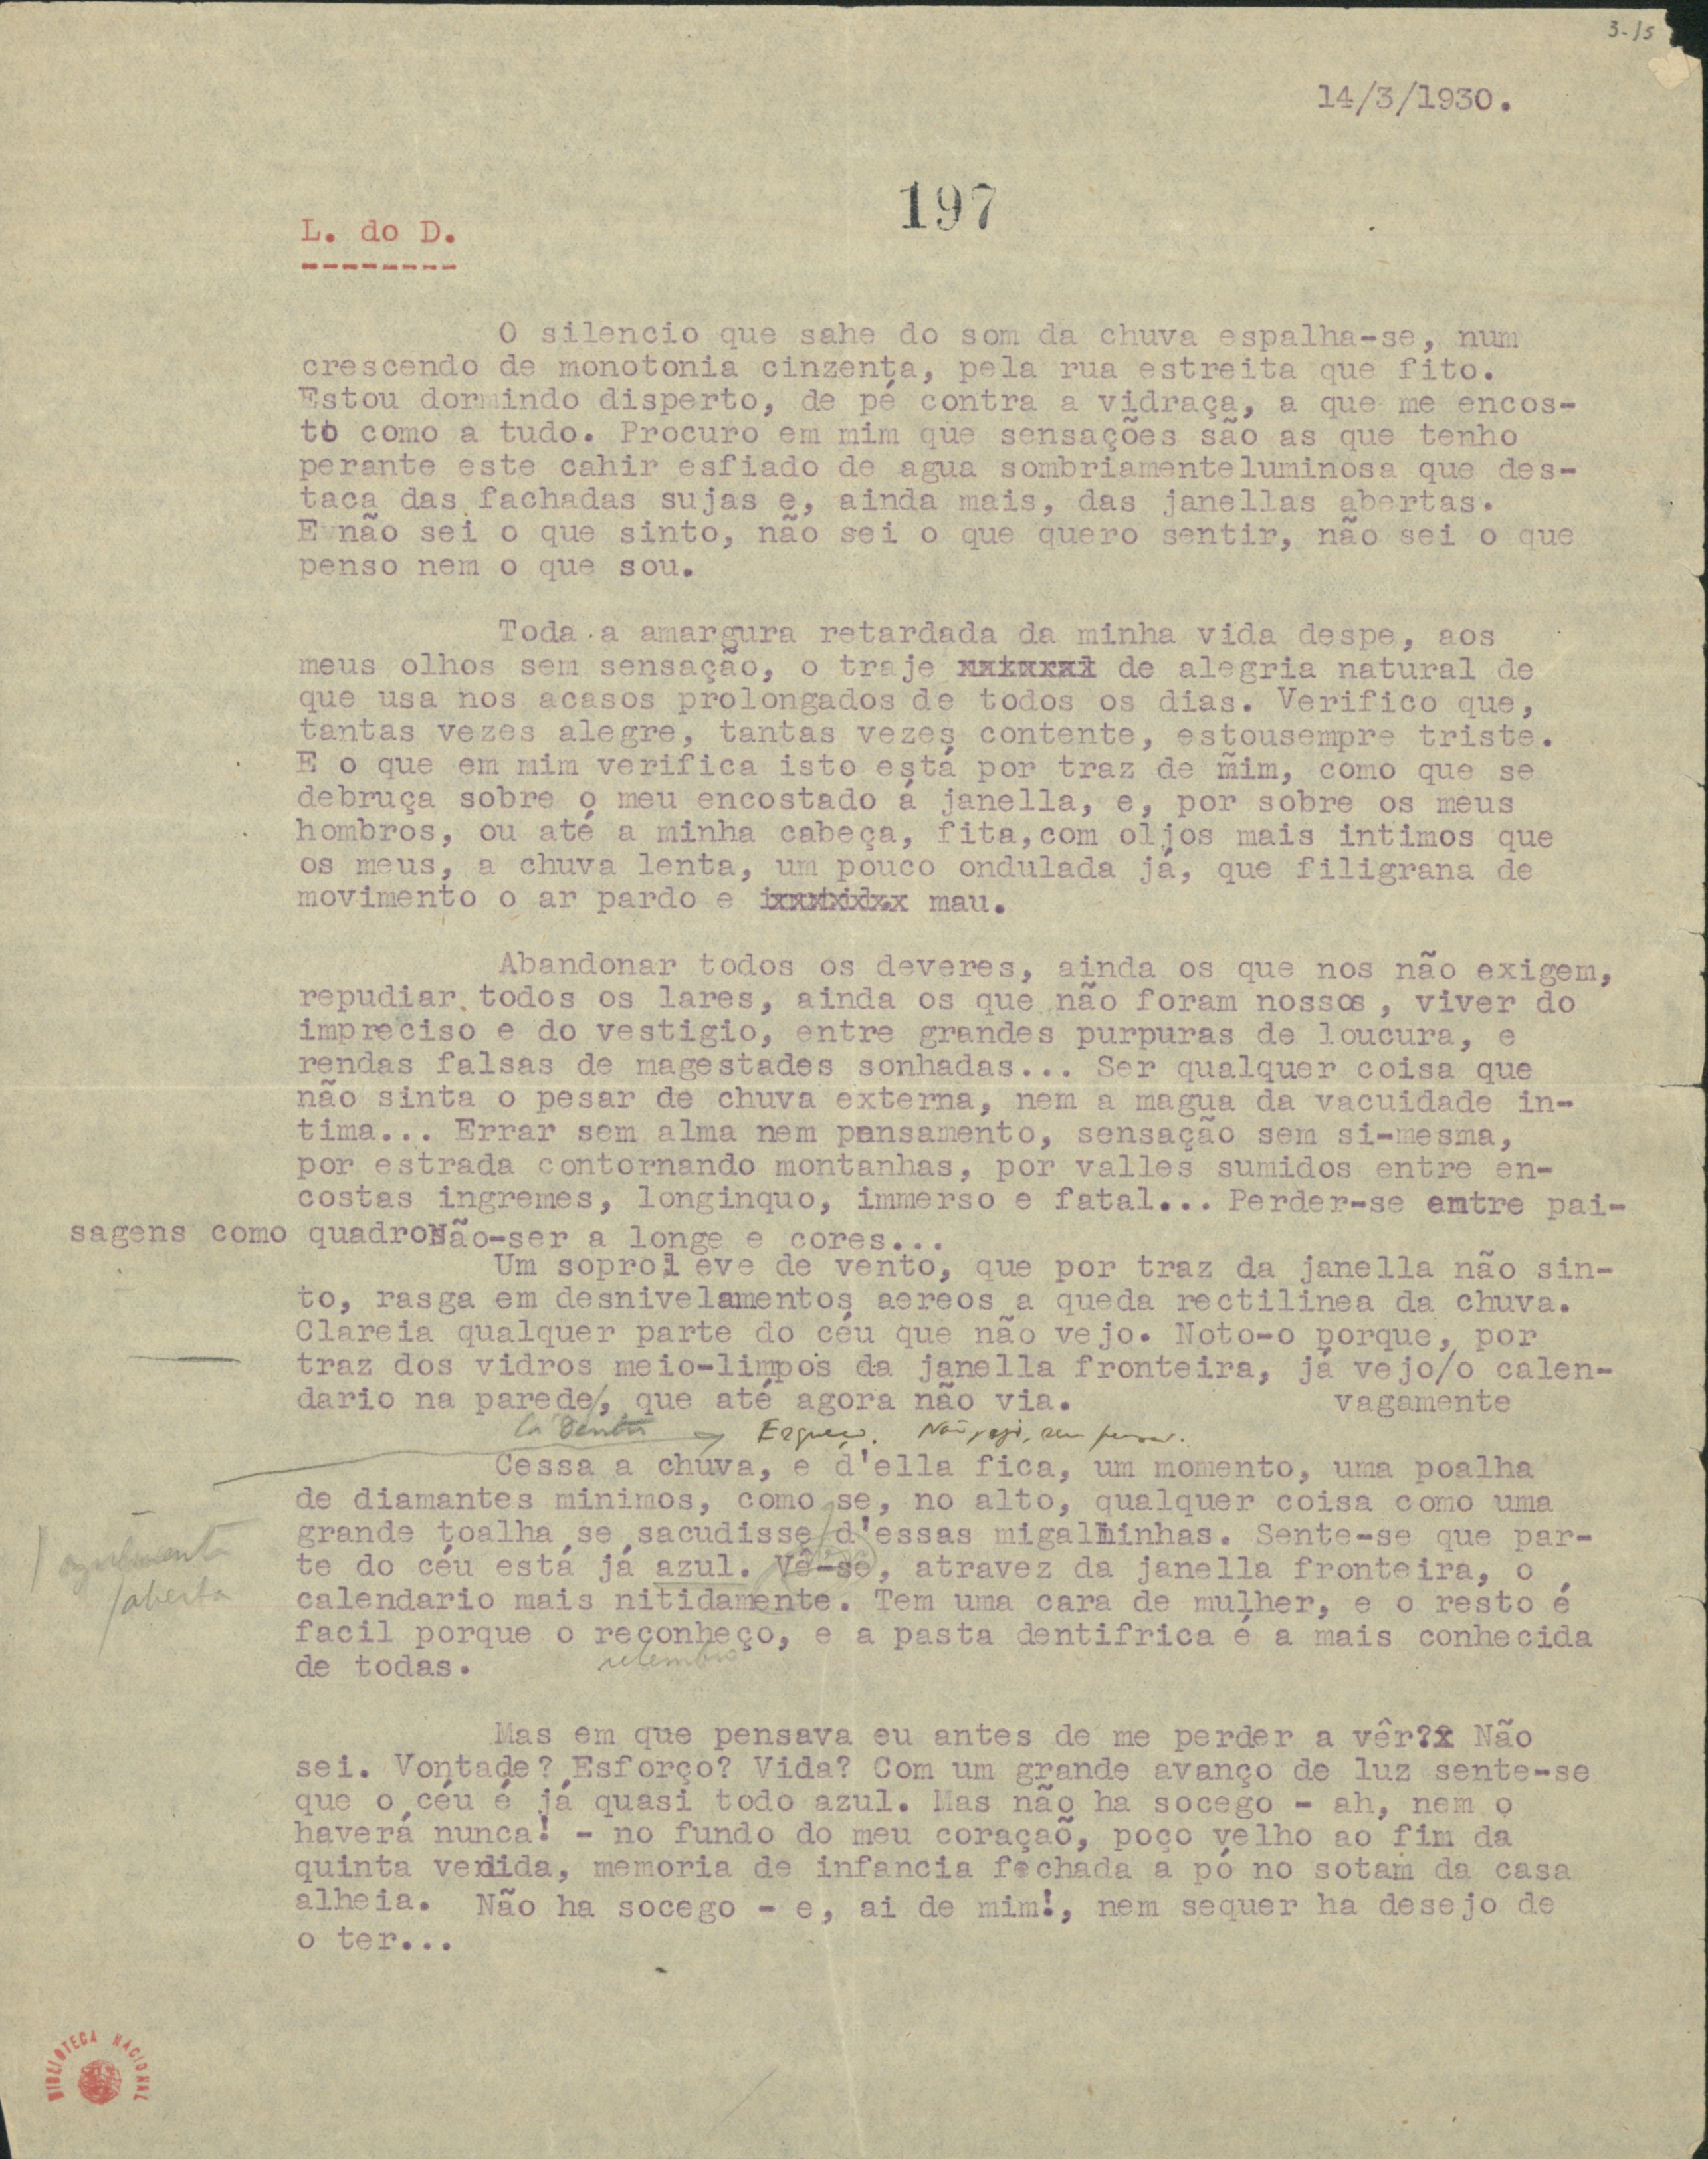 3-15
14/3/1930.
197
L. do D.
O silencio que sahe do som da chuva espalha-se, num
crescendo de monotonia cinzenta, pela rua estreita que fito.
Estou dormindo disperto, de pé contra a vidraça, a que me encos-
to como a tudo. Procuro em mim que sensações são as que tenho
perante este cahir esfiado de agua sombriamenteluminosa que des-
taca das fachadas sujas e, ainda mais, das janellas abertas.
E não sei o que sinto, não sei o que quero sentir, não sei o que
penso nem o que sou.
Toda a amargura retardada da minha vida despe, aos
meus olhos sem sensação, o traje de alegria natural de
que usa nos acasos prolongados de todos os dias. Verifico que,
tantas vezes alegre, tantas vezes contente, estousempre triste.
E o que em mim verifica isto está por traz de mim, como que se
debruça sobre o meu encostado á janella, e, por sobre os meus
hombros, ou até a minha cabeça, fita,com oljos mais intimos que
os meus, a chuva lenta, um pouco ondulada já, que filigrana de
movimento o ar pardo e mau.
Abandonar todos os deveres, ainda os que nos não exigem,
repudiar todos os lares, ainda os que não foram nossos, viver do
impreciso e do vestigio, entre grandes purpuras de loucura, e
rendas falsas de magestades sonhadas... Ser qualquer coisa que
não sinta o pesar de chuva externa, nem a magua da vacuidade in-
tima... Errar sem alma nem pensamento, sensação sem si-mesma,
por estrada contornando montanhas, por valles sumidos entre en-
costas ingremes, longinquo, immerso e fatal... Perder-se entre pai-
sagens como quadros Não-ser a longe e cores...
Um soprol eve de vento, que por traz da janella não sin-
to, rasga em desnivelamentos aereos a queda rectilinea da chuva.
Clareia qualquer parte do céu que não vejo. Noto-o porque, por
traz dos vidros meio-limpos da janella fronteira, já vejo/o calen-
dario na parede/, que até agora não via. vagamente
lá dentro Esqueço. Não vejo, sem pensar.
Cessa a chuva, e d'ella fica, um momento, uma poalha
de diamantes minimos, como se, no alto, qualquer coisa como uma
grande toalha se sacudisse d'essas migalhinhas. Sente-se que par-
te do céu está já azul. Vê-se, atravez da janella fronteira, o
/aberta
calendario mais nitidamente. Tem uma cara de mulher, e o resto é
facil porque o reconheço, e a pasta dentifrica é a mais conhecida
relembro
de todas.
Mas em que pensava eu antes de me perder a vêr? Não
sei. Vontade? Esforço? Vida? Com um grande avanço de luz sente-se
que o céu é já quasi todo azul. Mas não ha socego - ah, nem o
haverá nunca! - no fundo do meu coraçaõ, poço velho ao fim da
quinta vendida, memoria de infancia fechada a pó no sotam da casa
alheia. Não ha socego - e, ai de mim!, nem sequer ha desejo de
o ter...
BIBLIOTECA NACIONAL